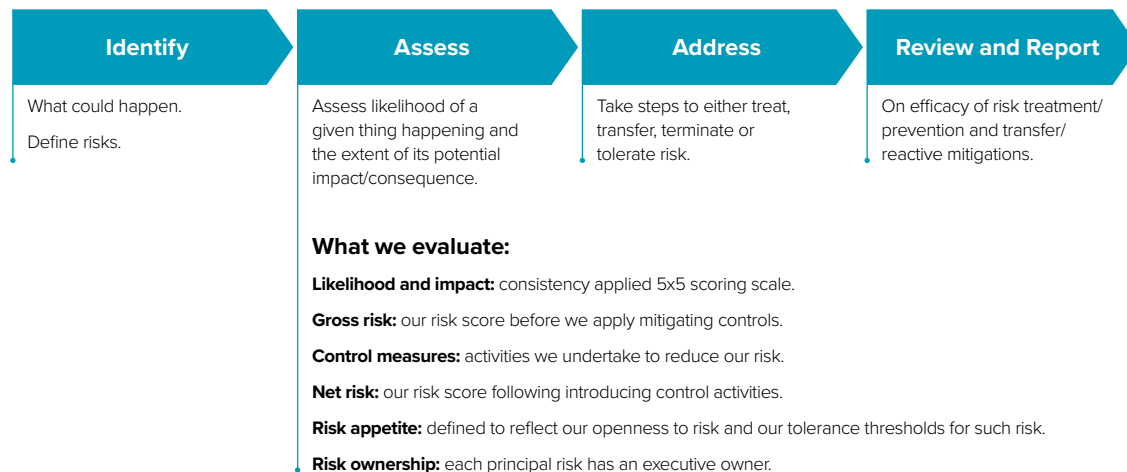 Identify
What could happen.
Define risks.
Assess
Assess likelihood of a
given thing happening and
the extent of its potential
impact/consequence.
What we evaluate:
Likelihood and impact: consistency applied 5x5 scoring scale.
Gross risk: our risk score before we apply mitigating controls.
Control measures: activities we undertake to reduce our risk.
Net risk: our risk score following introducing control activities.
Risk appetite: defined to reflect our openness to risk and our tolerance thresholds for such risk.
Risk ownership: each principal risk has an executive owner.
Address
Take steps to either treat,
transfer, terminate or
tolerate risk.
Review and Report
On efficacy of risk treatment/
prevention and transfer/
reactive mitigations.